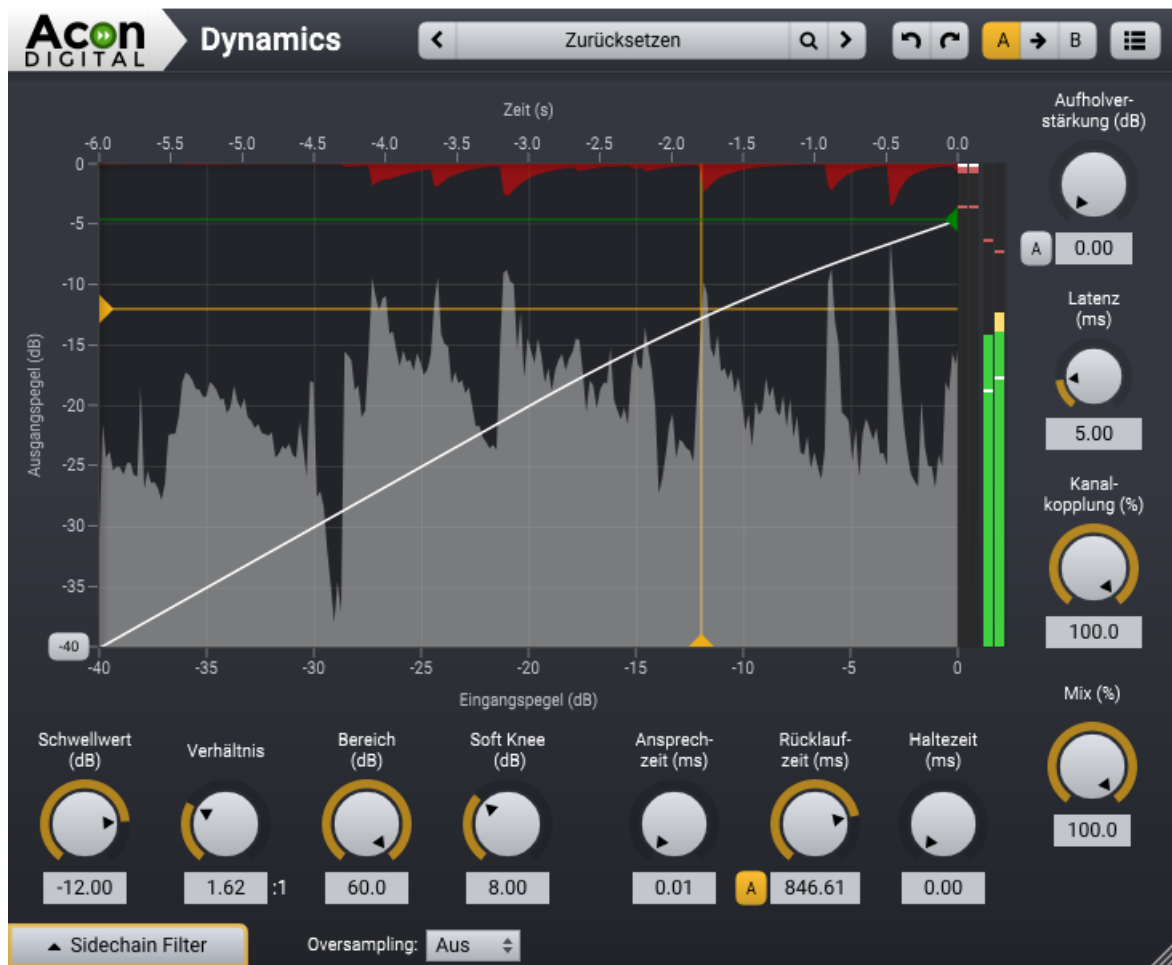 Acon DIGITAL Dynamics Zurücksetzen A B
Zeit (s)
-6.0 -5.5 -5.0 -4.5 -4.0 -3.5 -3.0 -2.5 -2.0 -1.5 -1.0 -0.5 0.0
0
-5
-10
-15
-20
-25
-30
-35
-40
Ausgangspegel (dB)
-40 -35 -30 -25 -20 -15 -10 -5 0
Eingangspegel (dB)
Aufholver-
stärkung (dB)
A 0.00
Latenz
(ms)
5.00
Kanal-
kopplung (%)
100.0
Mix (%)
100.0
Schwellwert
(dB)
-12.00
Verhältnis
1.62 :1
Bereich
(dB)
60.0
Soft Knee
(dB)
8.00
Ansprech-
zeit (ms)
0.01
Rücklauf-
zeit (ms)
A 846.61
Haltezeit
(ms)
0.00
Sidechain Filter
Oversampling: Aus